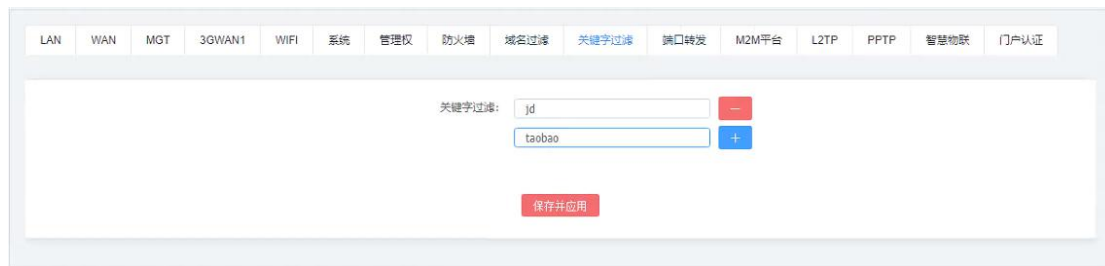 LAN WAN MGT 3GWAN1 WIFI 系统 管理权 防火墙 域名过滤 关键字过滤 端口转发 M2M平台 L2TP PPTP 智慧物联 门户认证
关键字过滤: jd
taobao
保存并应用